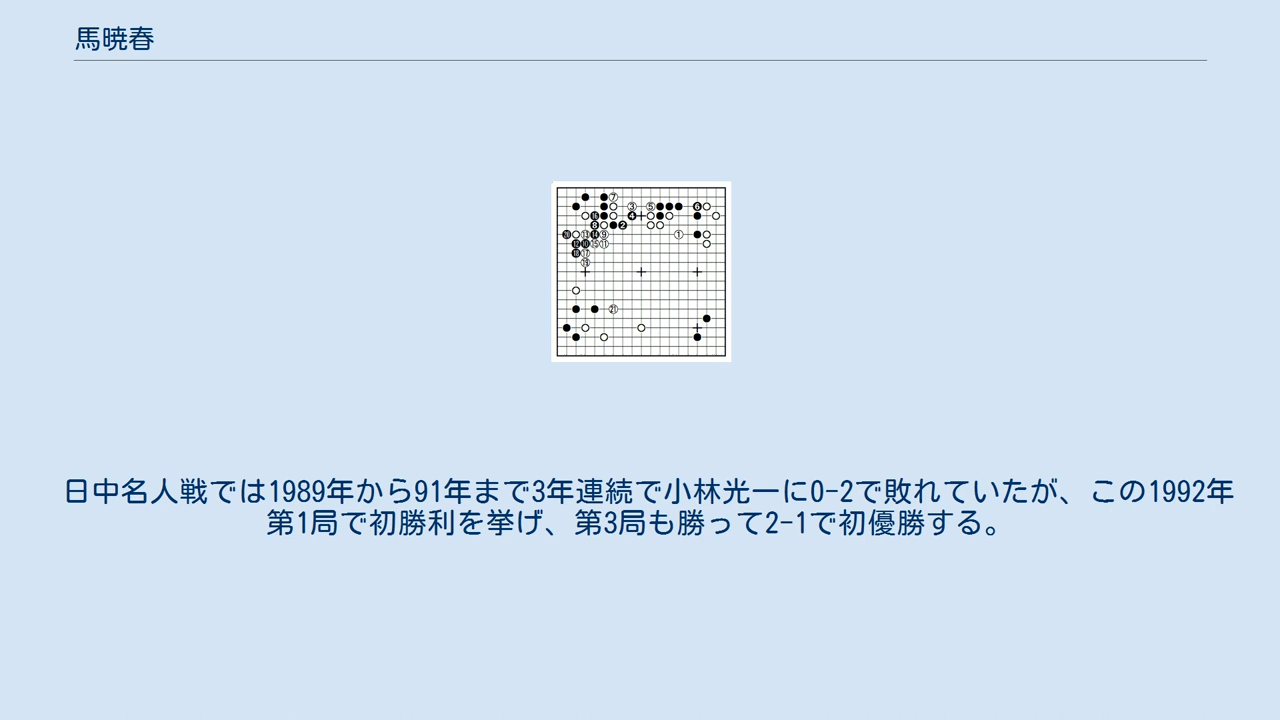 馬暁春
日中名人戦では1989年から91年まで3年連続で小林光一に0-2で敗れていたが、この1992年
第1局で初勝利を挙げ、第3局も勝って2-1で初優勝する。